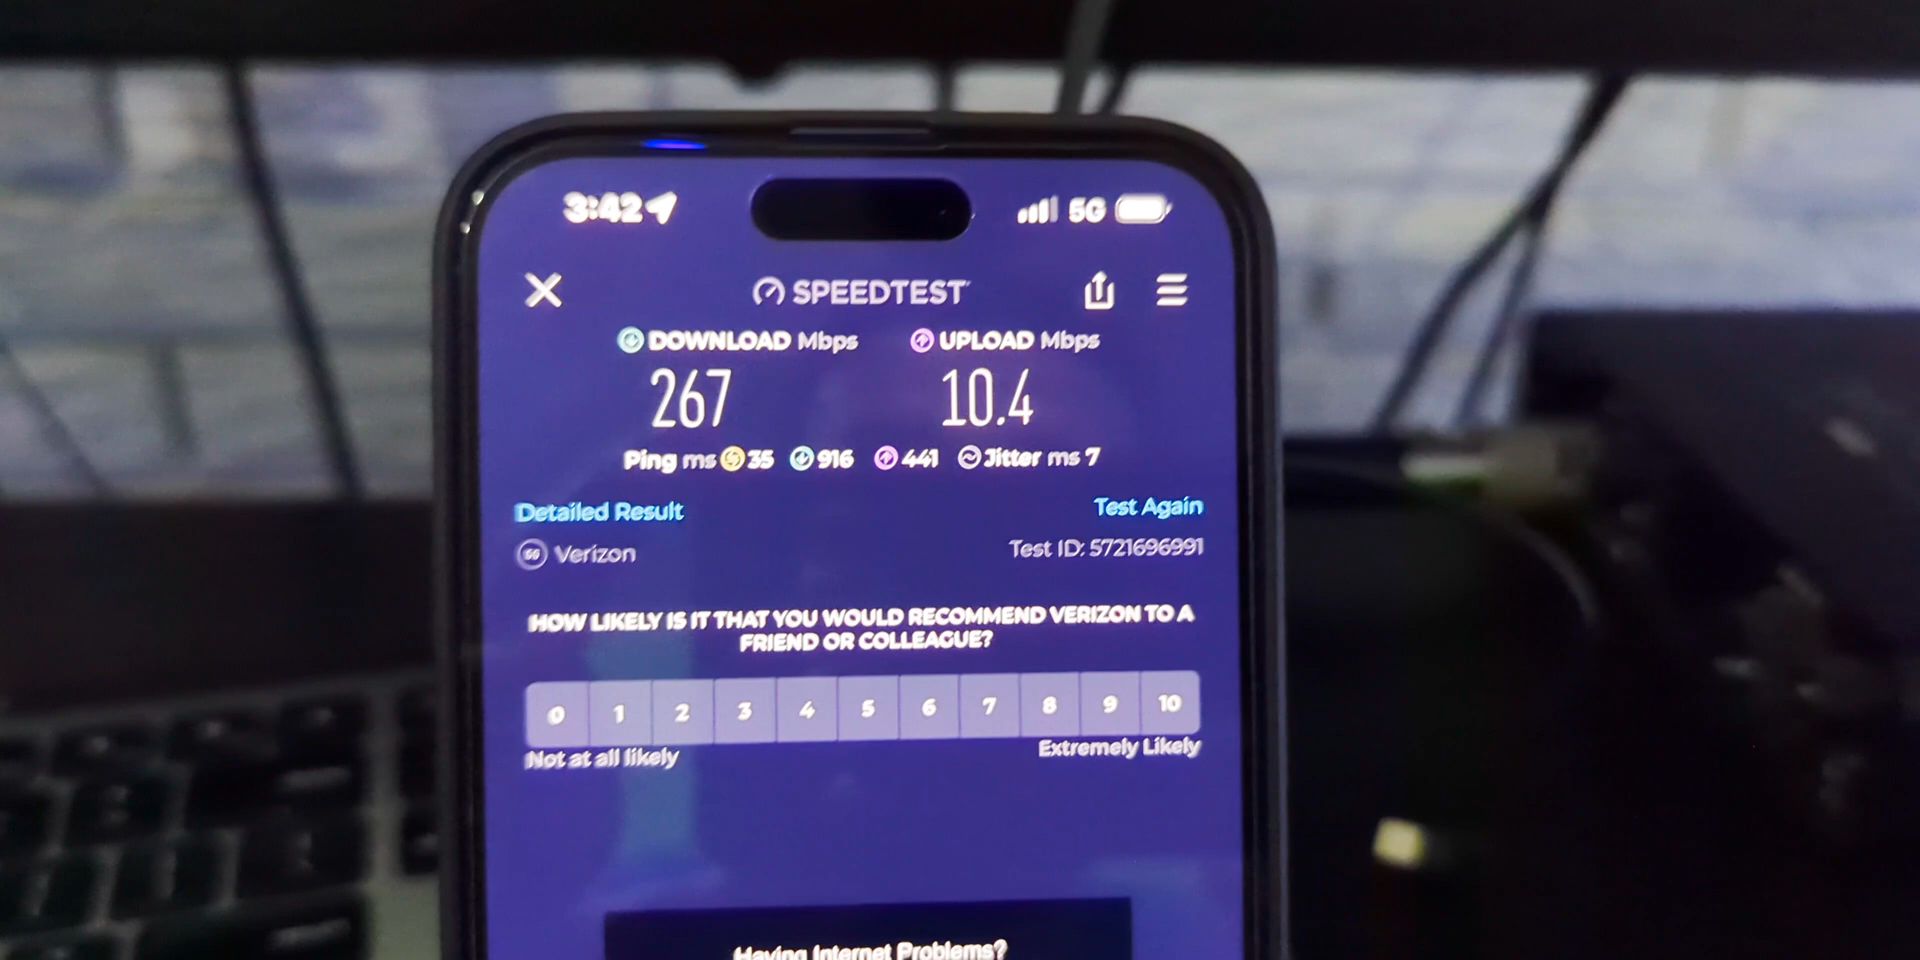 3:42 5G
SPEEDTEST
DOWNLOAD Mbps UPLOAD Mbps
267 10.4
Ping ms 35 916 441 Jitter ms 7
Detailed Result Test Again
5G Verizon Test ID: 5721696991
HOW LIKELY IS IT THAT YOU WOULD RECOMMEND VERIZON TO A
FRIEND OR COLLEAGUE?
0 1 2 3 4 5 6 7 8 9 10
Not at all likely Extremely Likely
Having Internet Problems?